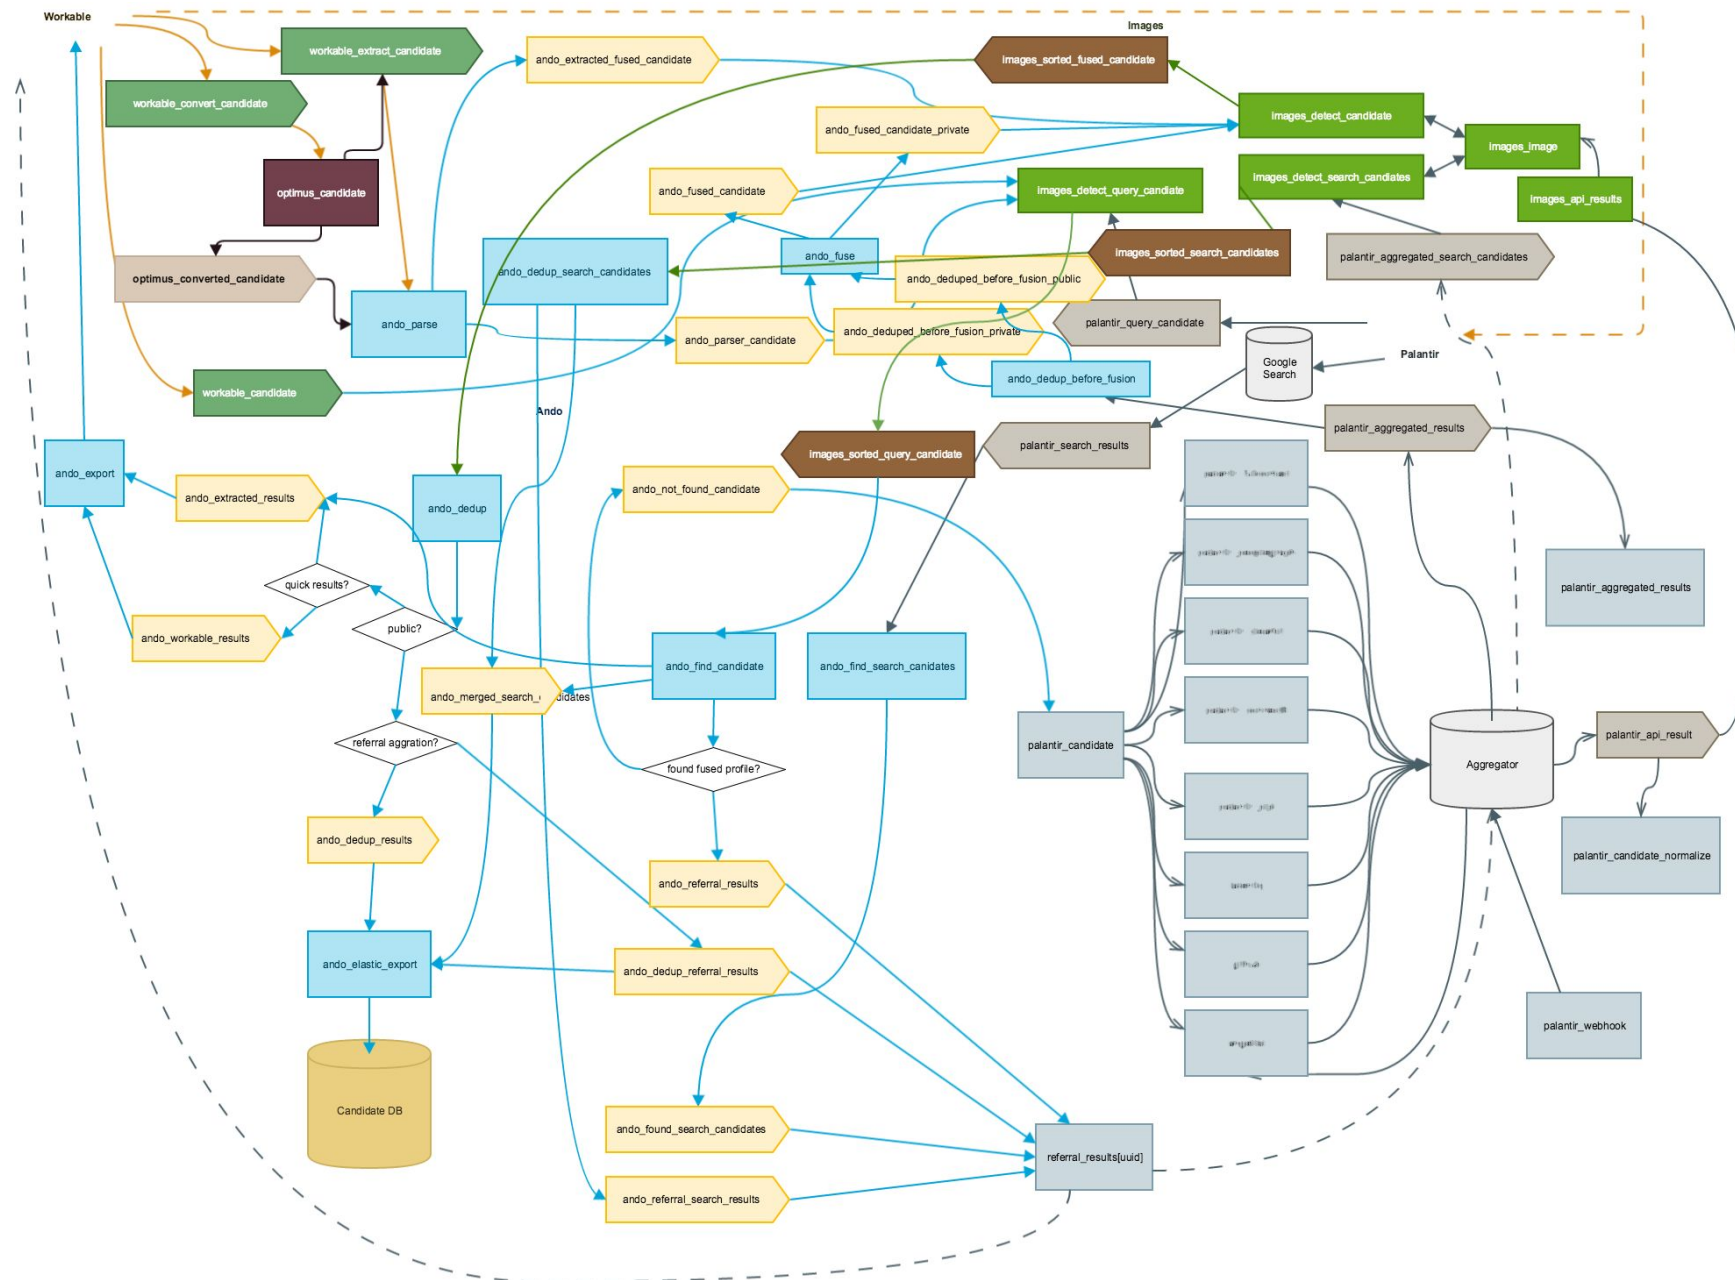 Workable
Images
workable_extract_candidate
ando_extracted_fused_candidate
images_sorted_fused_candidate
workable_convert_candidate
ando_fused_candidate_private
images_detect_candidate
images_image
optimus_candidate
ando_fused_candidate
images_detect_query_candiate
images_detect_search_candiates
images_api_results
ando_dedup_search_candidates
ando_fuse
images_sorted_search_candidates
palantir_aggregated_search_candidates
optimus_converted_candidate
ando_deduped_before_fusion_public
ando_parse
ando_parser_candidate
ando_deduped_before_fusion_private
palantir_query_candidate
Google
Search
Palantir
workable_candidate
ando_dedup_before_fusion
Ando
palantir_aggregated_results
images_sorted_query_candidate
palantir_search_results
ando_export
ando_extracted_results
ando_dedup
ando_not_found_candidate
quick results?
palantir_aggregated_results
ando_workable_results
public?
ando_find_candidate
ando_find_search_canidates
ando_merged_search_c didates
referral aggration?
found fused profile?
palantir_candidate
Aggregator
palantir_api_result
ando_dedup_results
palantir_candidate_normalize
ando_referral_results
ando_elastic_export
ando_dedup_referral_results
palantir_webhook
Candidate DB
ando_found_search_candidates
referral_results[uuid]
ando_referral_search_results